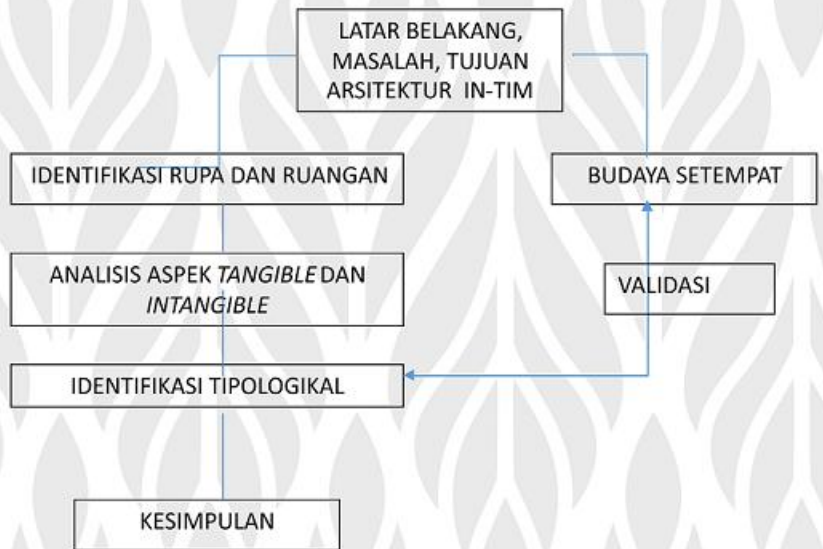 LATAR BELAKANG,
MASALAH, TUJUAN
ARSITEKTUR IN-TIM
IDENTIFIKASI RUPA DAN RUANGAN
BUDAYA SETEMPAT
ANALISIS ASPEK TANGIBLE DAN
INTANGIBLE
VALIDASI
IDENTIFIKASI TIPOLOGIKAL
KESIMPULAN